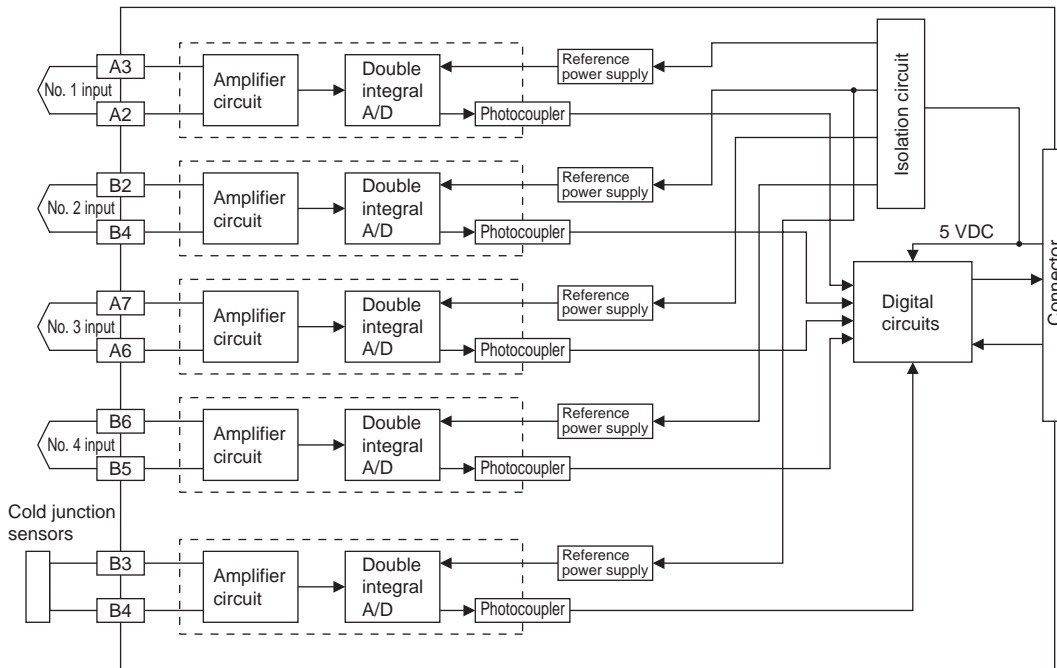 A3
No. 1 input
A2
Amplifier
circuit
Double
integral
A/D
Reference
power supply
Photocoupler
Isolation circuit
B2
No. 2 input
B4
Amplifier
circuit
Double
integral
A/D
Reference
power supply
Photocoupler
5 VDC
Connector
A7
No. 3 input
A6
Amplifier
circuit
Double
integral
A/D
Reference
power supply
Photocoupler
Digital
circuits
B6
No. 4 input
B5
Amplifier
circuit
Double
integral
A/D
Reference
power supply
Photocoupler
Cold junction
sensors
B3
B4
Amplifier
circuit
Double
integral
A/D
Reference
power supply
Photocoupler